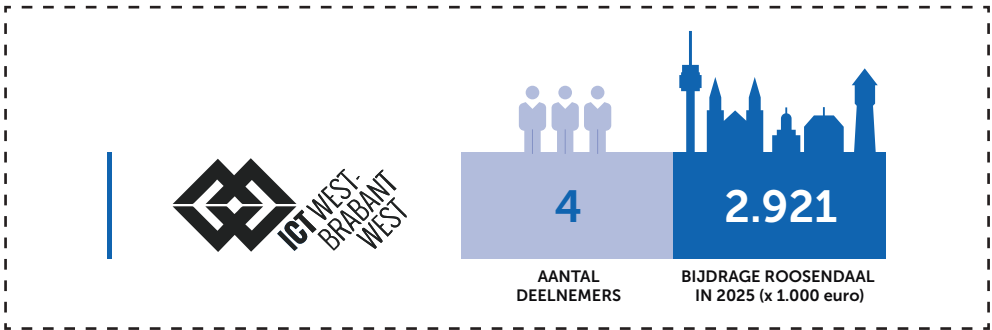 ICT WEST-
BRABANT
WEST
4
2.921
AANTAL
DEELNEMERS
BIJDRAGE ROOSENDAAL
IN 2025 (x 1.000 euro)